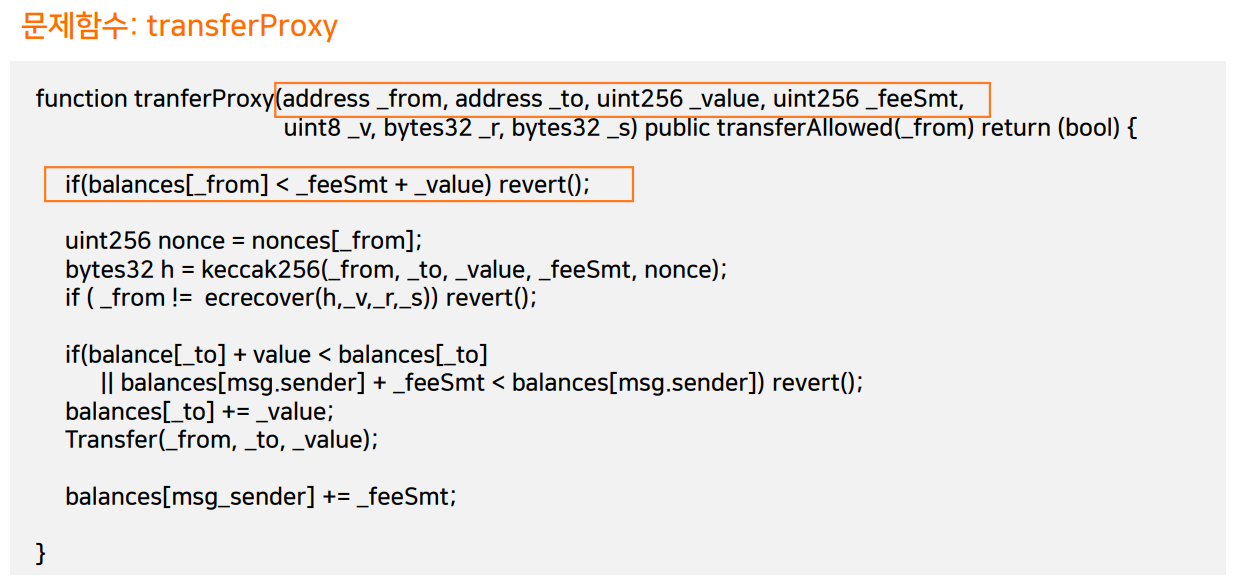 문제함수: transferProxy
function tranferProxy(address _from, address _to, uint256 _value, uint256 _feeSmt,
uint8 _v, bytes32 _r, bytes32 _s) public transferAllowed(_from) return (bool) {
if(balances[_from] < _feeSmt + _value) revert();
uint256 nonce = nonces[_from];
bytes32 h = keccak256(_from, _to, _value, _feeSmt, nonce);
if ( _from != ecrecover(h,_v,_r,_s)) revert();
if(balance[_to] + value < balances[_to]
|| balances[msg.sender] + _feeSmt < balances[msg.sender]) revert();
balances[_to] += _value;
Transfer(_from, _to, _value);
balances[msg_sender] += _feeSmt;
}